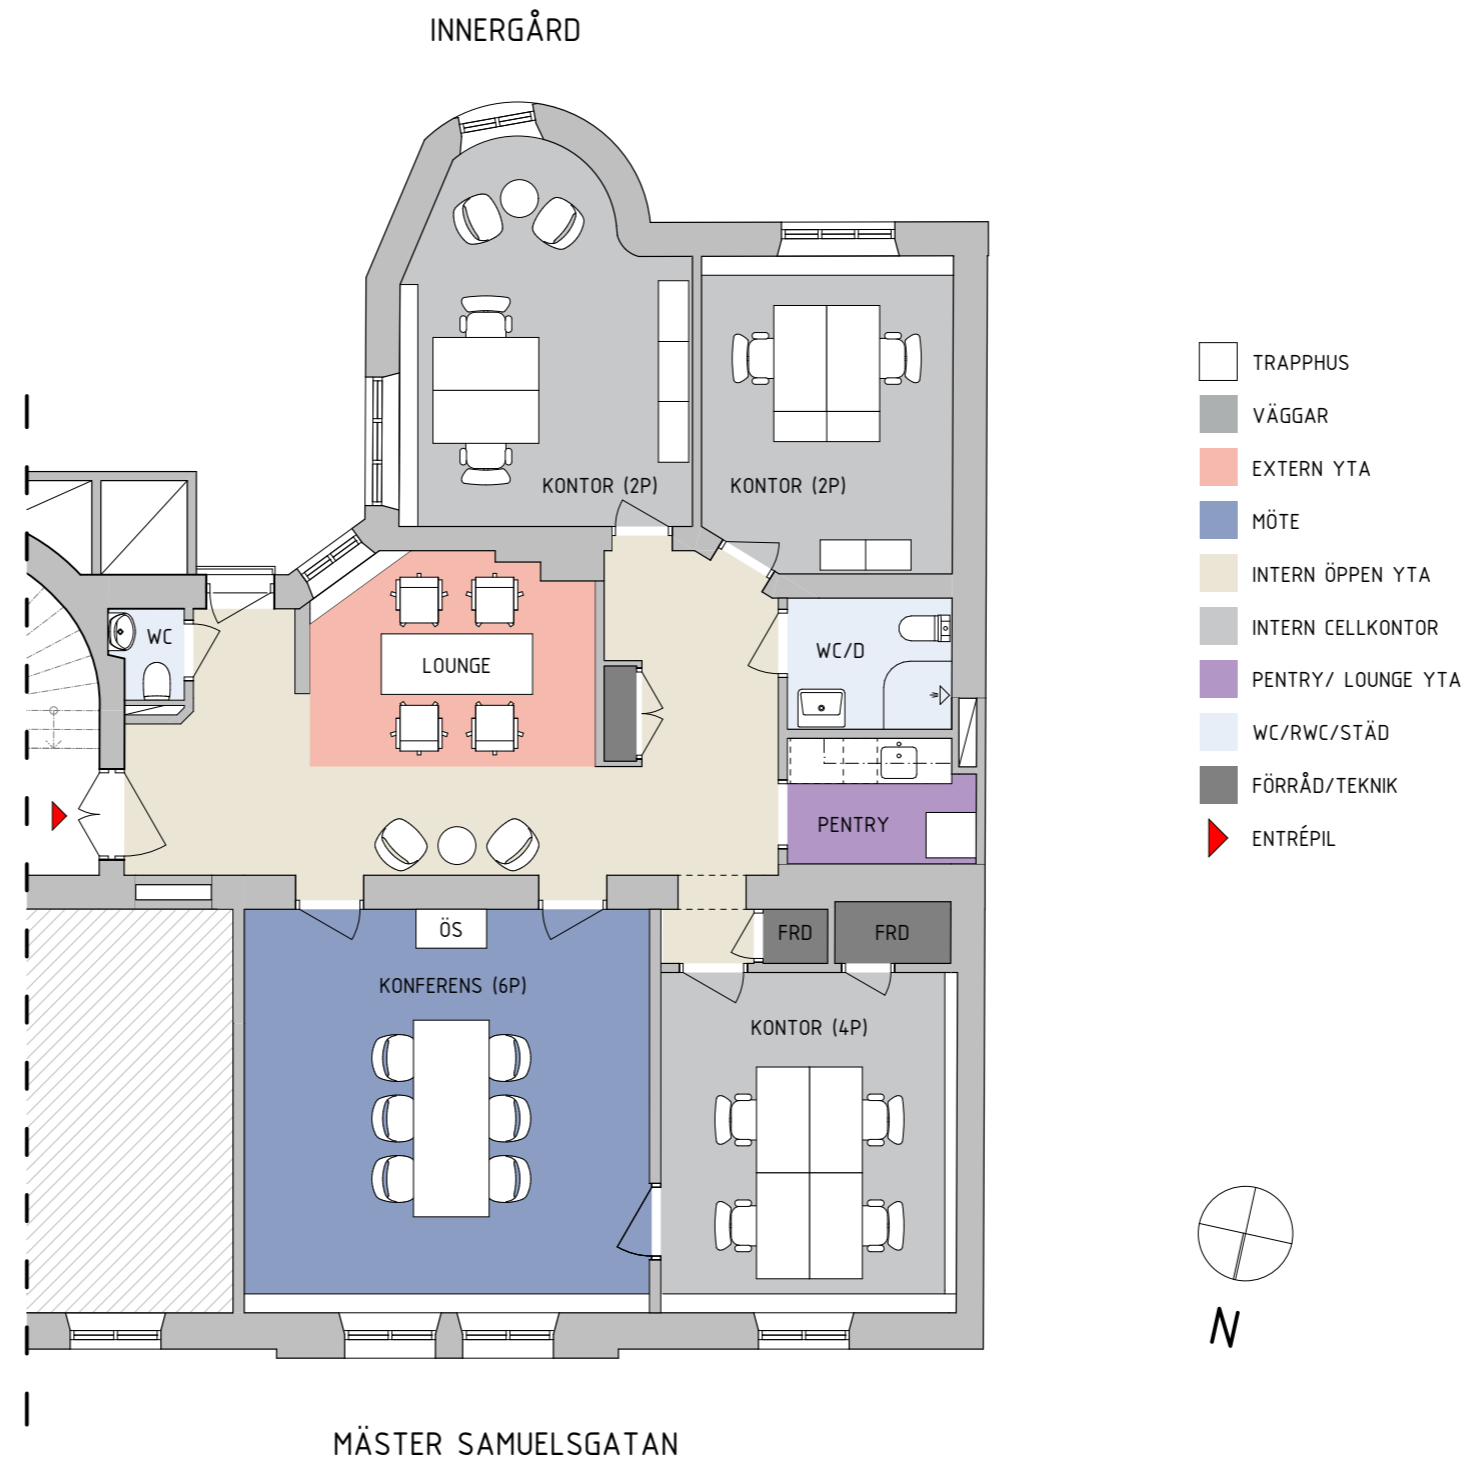 INNERGÅRD
KONTOR (2P)
KONTOR (2P)
WC
LOUNGE
WC/D
PENTRY
ÖS
FRD
FRD
KONFERENS (6P)
KONTOR (4P)
TRAPPHUS
VÄGGAR
EXTERN YTA
MÖTE
INTERN ÖPPEN YTA
INTERN CELLKONTOR
PENTRY/ LOUNGE YTA
WC/RWC/STÄD
FÖRRÅD/TEKNIK
ENTRÉPIL
N
MÄSTER SAMUELSGATAN